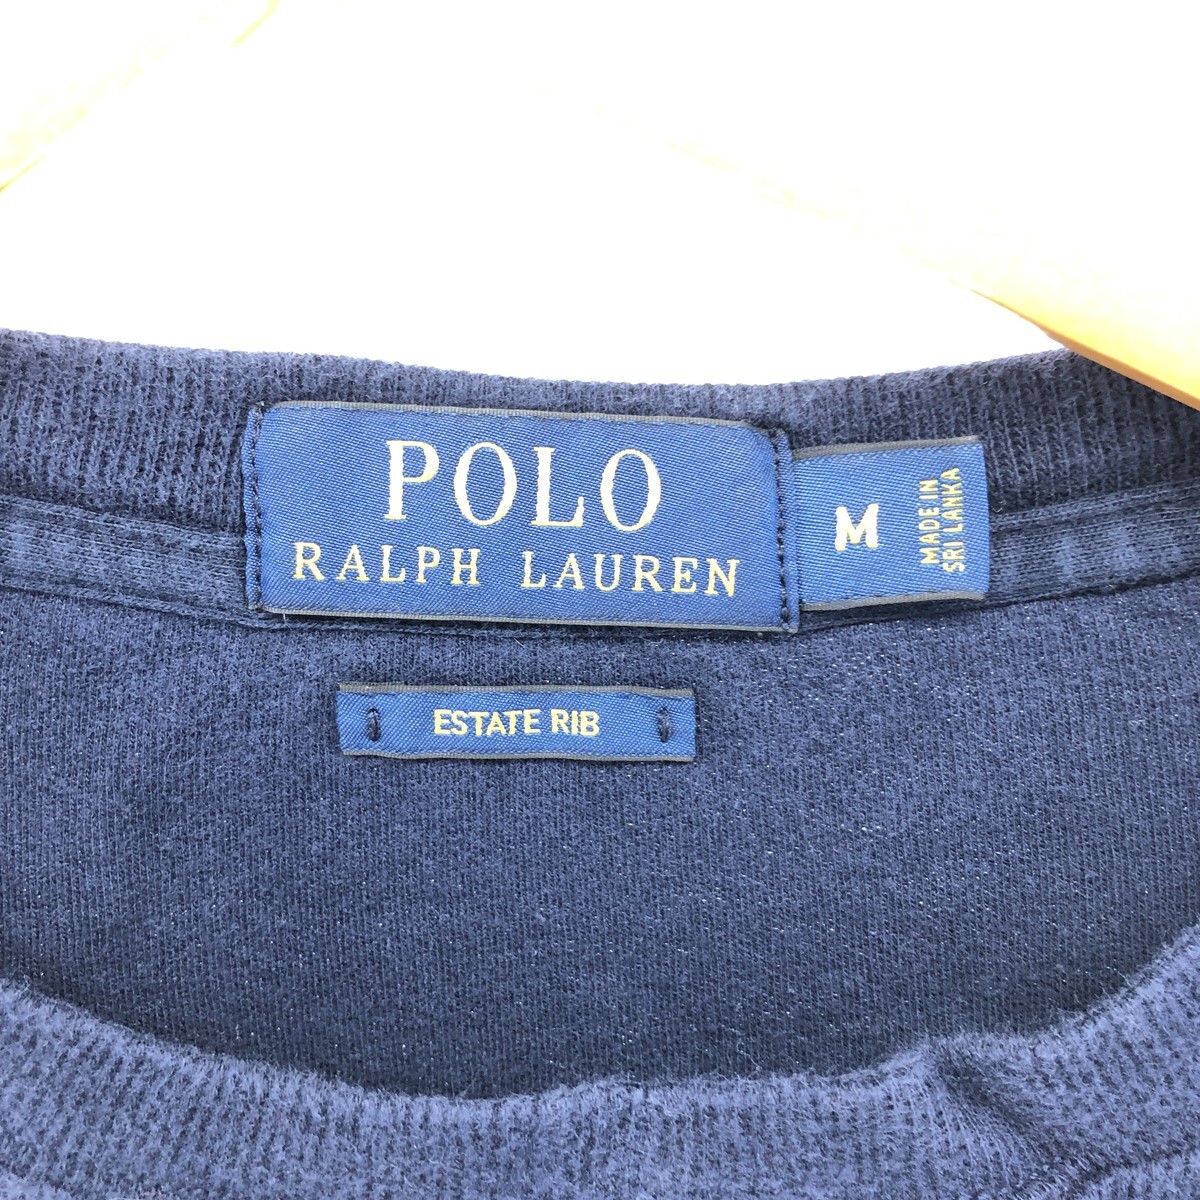 POLO
RALPH LAUREN
M
MADE IN
SRI LANKA
ESTATE RIB